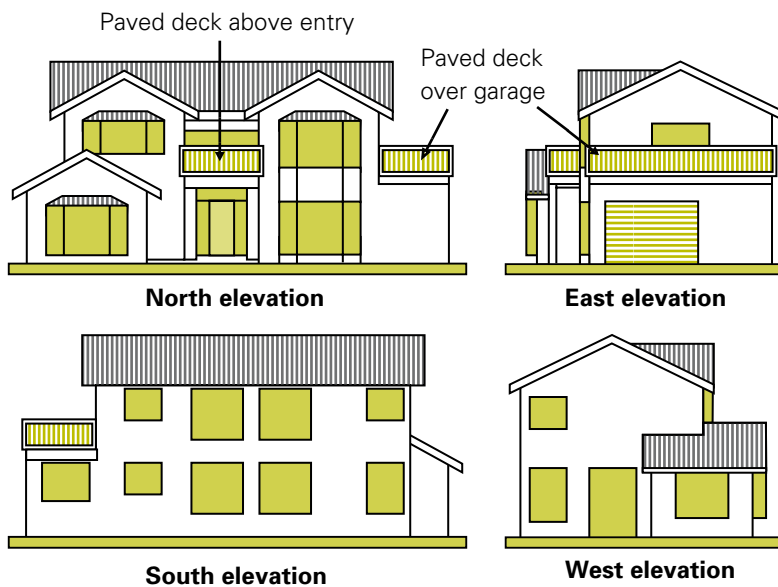 Paved deck above entry
Paved deck
over garage
North elevation
East elevation
South elevation
West elevation